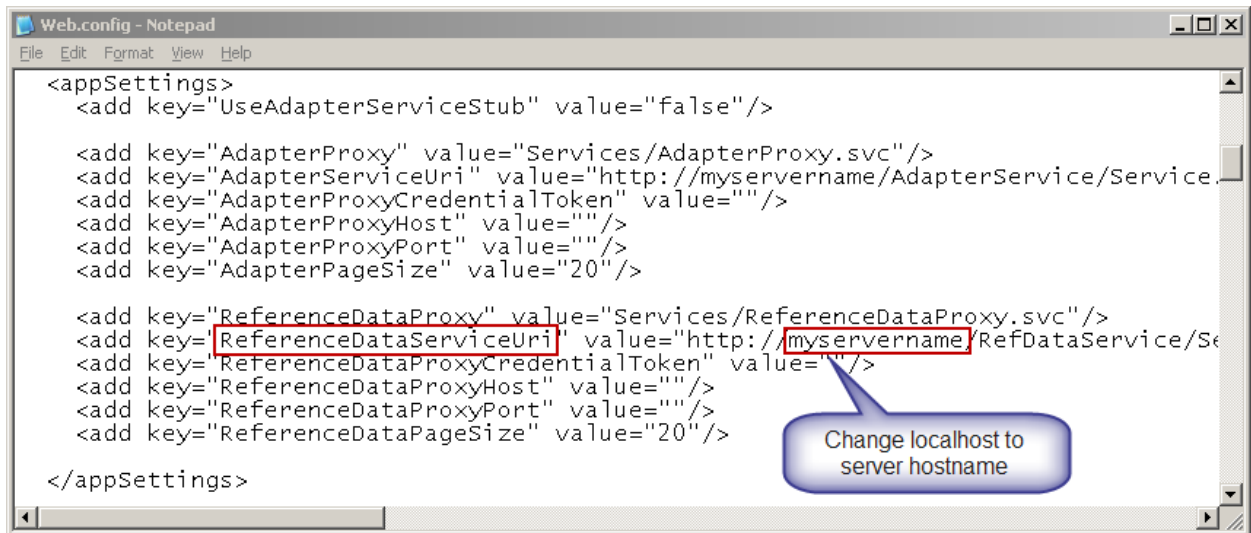 Web.config - Notepad
File Edit Format View Help
<appSettings>
<add key="UseAdapterServiceStub" value="false"/>
<add key="AdapterProxy" value="Services/AdapterProxy.svc"/>
<add key="AdapterServiceUri" value="http://myservername/AdapterService/Service.
<add key="AdapterProxyCredentialToken" value=""/>
<add key="AdapterProxyHost" value=""/>
<add key="AdapterProxyPort" value=""/>
<add key="AdapterPageSize" value="20"/>
<add key="ReferenceDataProxy" value="Services/ReferenceDataProxy.svc"/>
<add key="ReferenceDataServiceUri" value="http://myservername/RefDataService/Se
<add key="ReferenceDataProxyCredentialToken" value=""/>
<add key="ReferenceDataProxyHost" value=""/>
<add key="ReferenceDataProxyPort" value=""/>
<add key="ReferenceDataPageSize" value="20"/>
Change localhost to
server hostname
</appSettings>